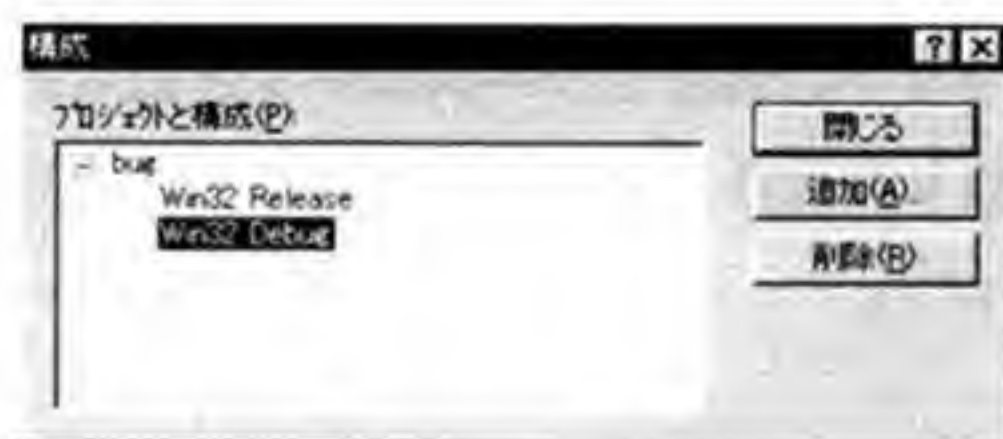 構成
プロジェクトと構成(P):
bug
Win32 Release
Win32 Debug
閉じる
追加(A)...
削除(R)